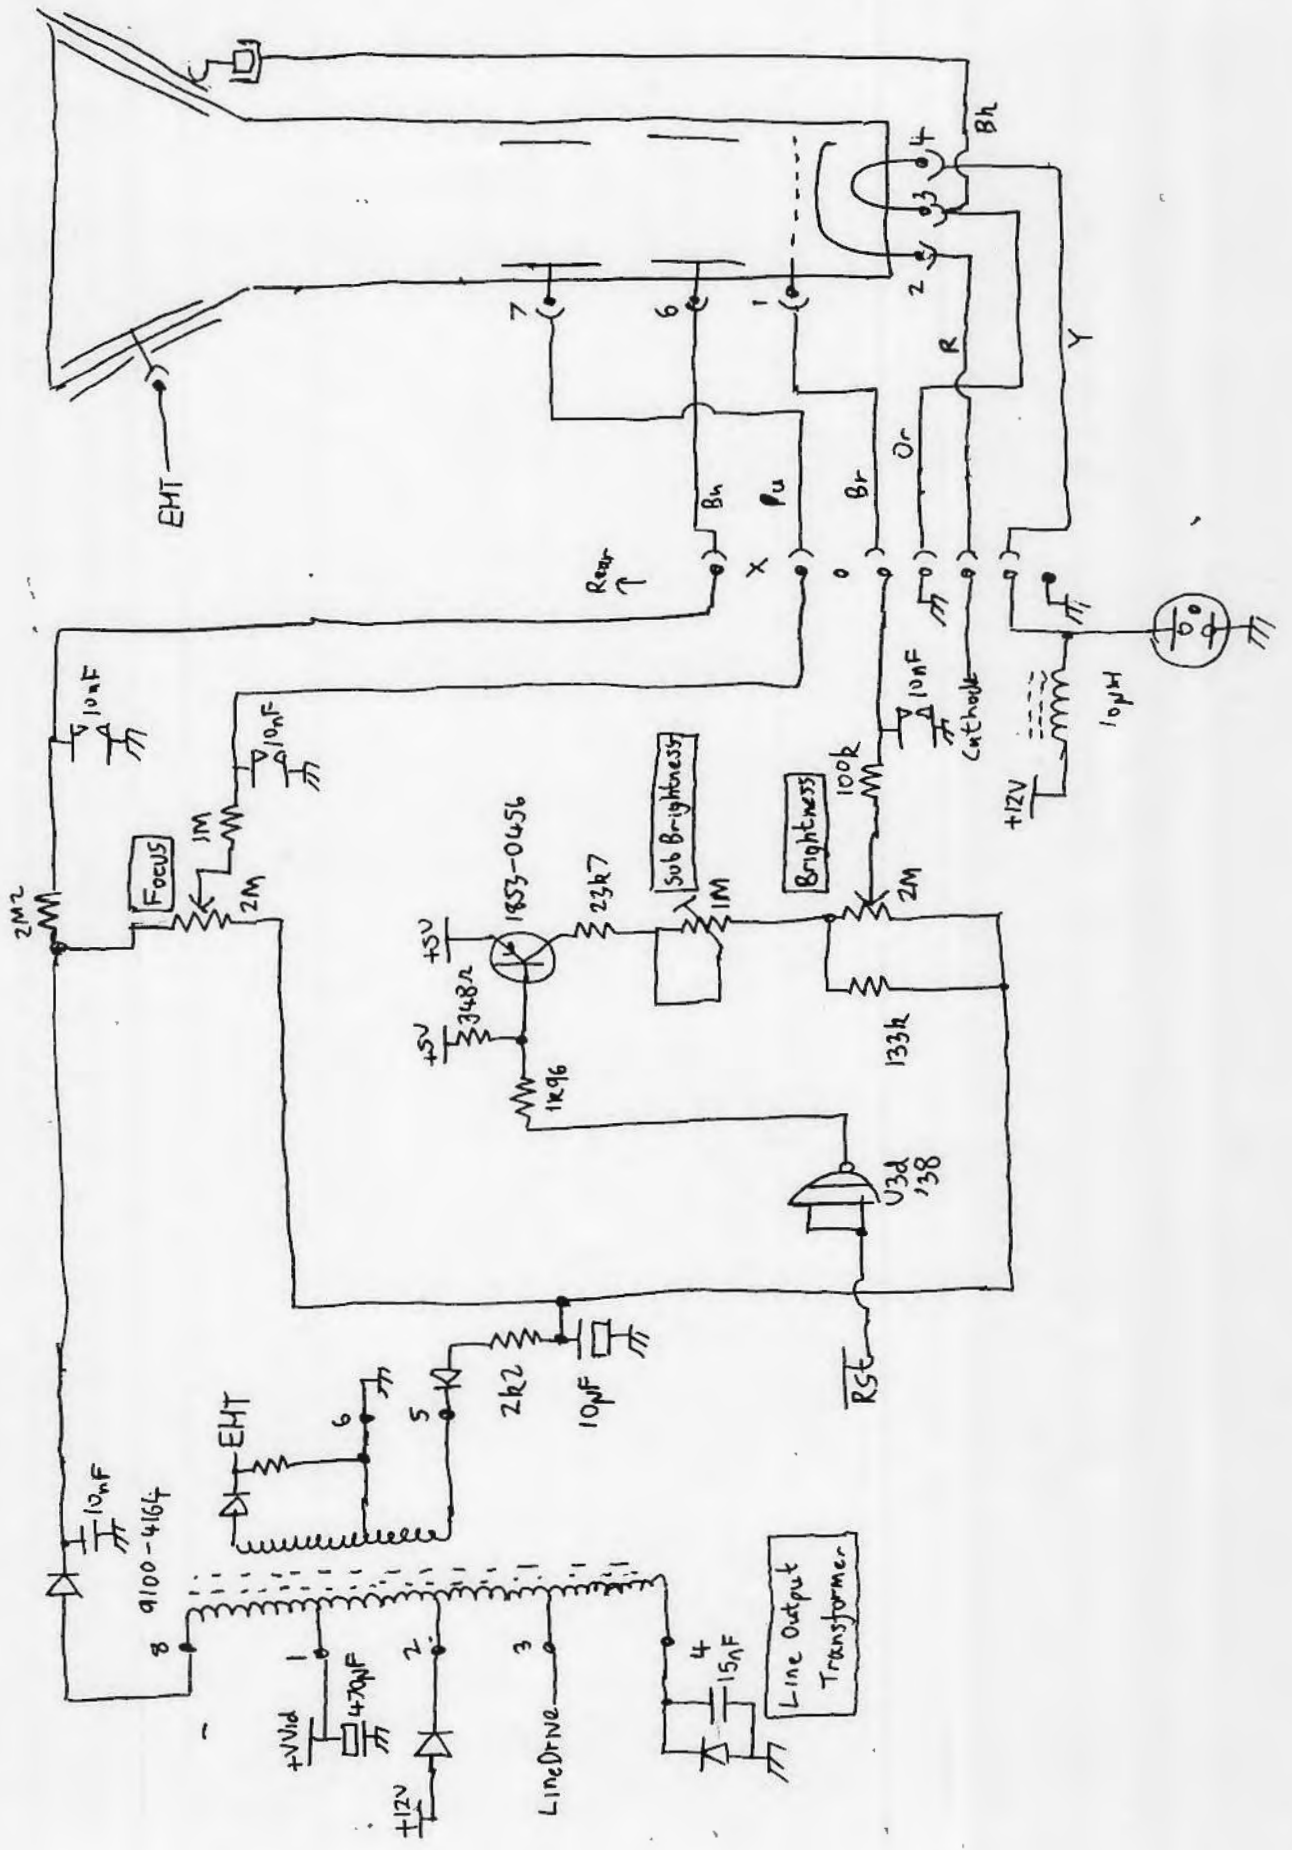 EHT
7
6
1
2
3
4
Bh
R
Y
Or
Br
Pu
Bu
X
o
Rear
10nF
10nF
10nF
Cathode
+12V
10µH
2M2
Focus
1M
2M
+5V
+5V
348Ω
1k96
1853-0456
23k7
Sub Brightness
1M
Brightness
100k
2M
133k
U3d
'38
Rst
EHT
6
5
2k2
10µF
10nF
9100-4164
8
1
2
3
4
+VVid
470µF
+12V
LineDrive
15nF
Line Output
Transformer